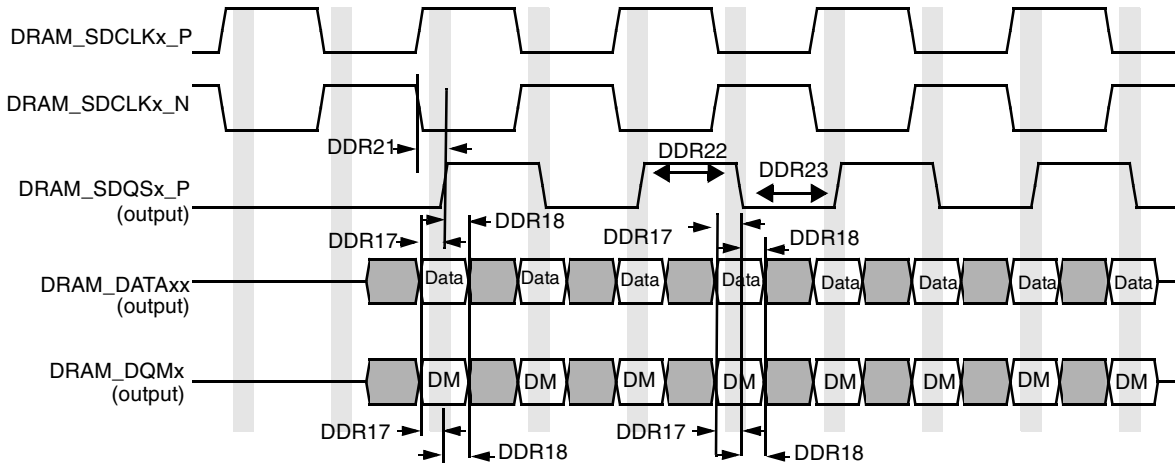 DRAM_SDCLKx_P
DRAM_SDCLKx_N
DDR21
DDR22
DDR23
DRAM_SDQSx_P
(output)
DDR18
DDR17
DDR17
DDR18
Data Data Data Data Data Data Data Data
DRAM_DATAxx
(output)
DRAM_DQMx
(output)
DM DM DM DM DM DM DM DM
DDR17
DDR17
DDR18
DDR18